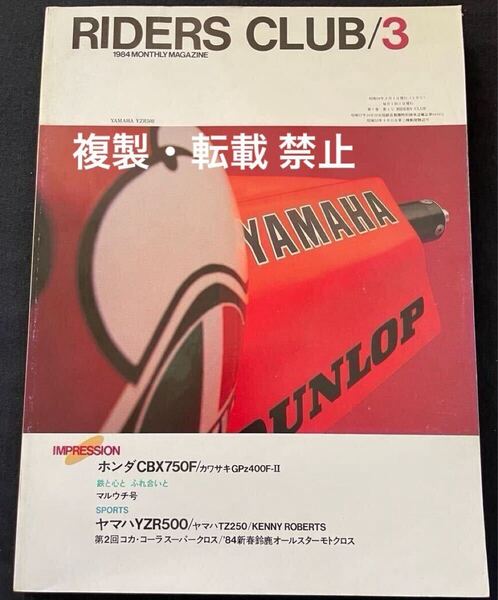 RIDERS CLUB/3
1984 MONTHLY MAGAZINE
YAMAHA YZR500
複製・転載 禁止
YAMAHA
DUNLOP
IMPRESSION
ホンダCBX750F/カワサキGPz400F-II
鉄と心と ふれ合いと
マルウチ号
SPORTS
ヤマハYZR500/ヤマハTZ250/KENNY ROBERTS
第2回コカ・コーラスーパークロス/'84新春鈴鹿オールスターモトクロス